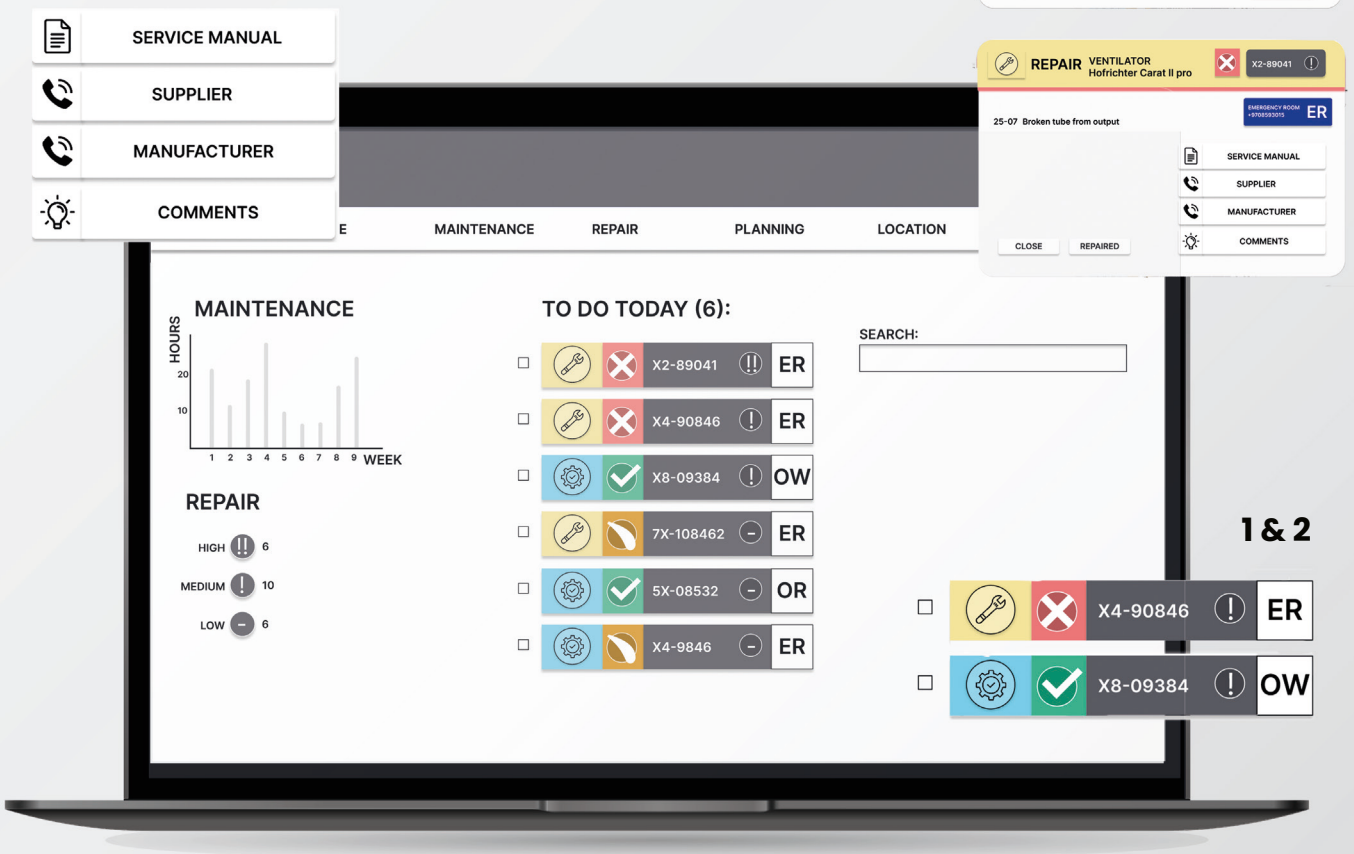 SERVICE MANUAL
SUPPLIER
MANUFACTURER
COMMENTS
REPAIR
VENTILATOR
Hofrichter Carat II pro
X2-89041
25-07 Broken tube from output
EMERGENCY ROOM
+9708593015
ER
SERVICE MANUAL
SUPPLIER
MANUFACTURER
COMMENTS
CLOSE
REPAIRED
E
MAINTENANCE
REPAIR
PLANNING
LOCATION
MAINTENANCE
HOURS
20
10
1 2 3 4 5 6 7 8 9 WEEK
REPAIR
HIGH !! 6
MEDIUM ! 10
LOW - 6
TO DO TODAY (6):
X2-89041 !! ER
X4-90846 ! ER
X8-09384 ! OW
7X-108462 - ER
5X-08532 - OR
X4-9846 - ER
SEARCH:
1 & 2
X4-90846 ! ER
X8-09384 ! OW